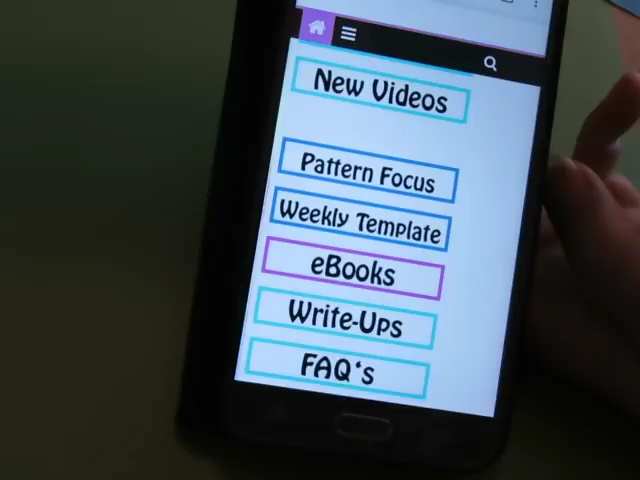 New Videos
Pattern Focus
Weekly Template
eBooks
Write-Ups
FAQ's